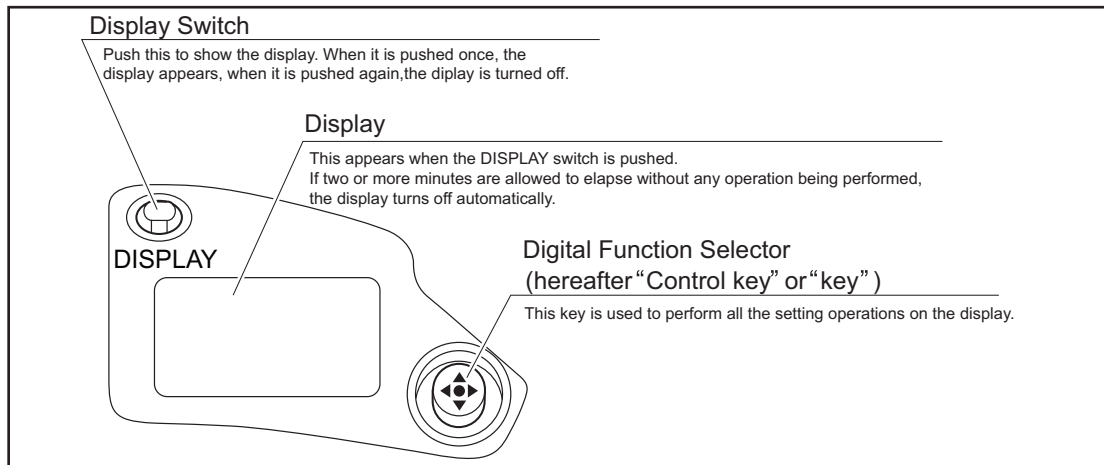 Display Switch
Push this to show the display. When it is pushed once, the
display appears, when it is pushed again,the diplay is turned off.
Display
This appears when the DISPLAY switch is pushed.
If two or more minutes are allowed to elapse without any operation being performed,
the display turns off automatically.
DISPLAY
Digital Function Selector
(hereafter “Control key” or “key” )
This key is used to perform all the setting operations on the display.